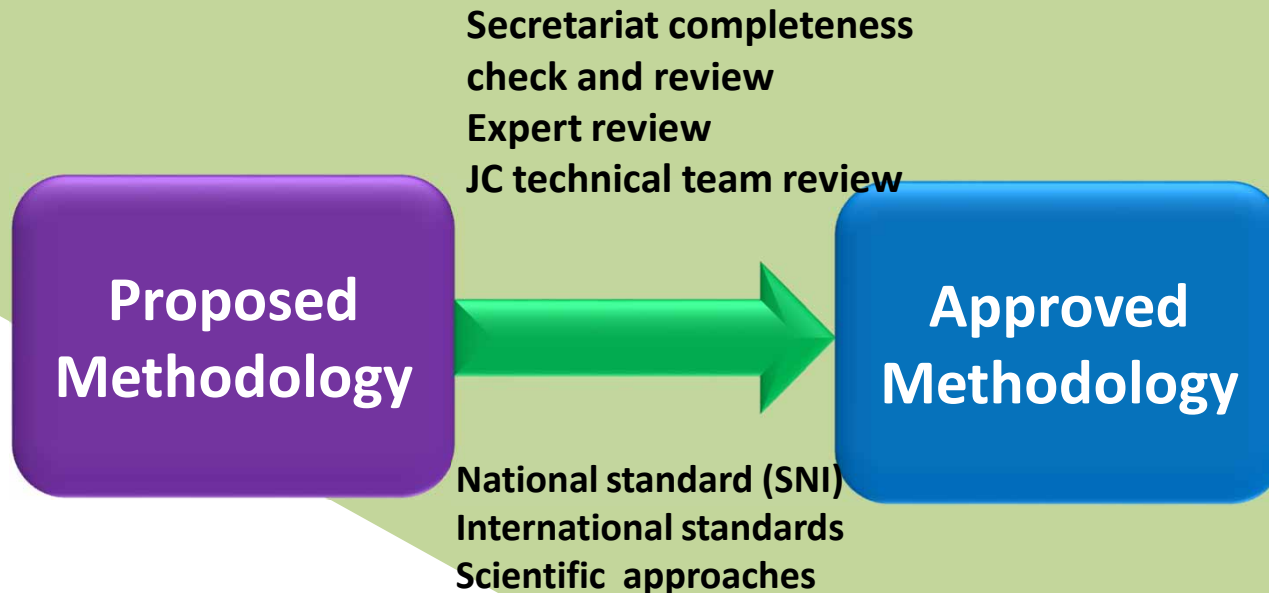 Secretariat completeness
check and review
Expert review
JC technical team review
Proposed
Methodology
Approved
Methodology
National standard (SNI)
International standards
Scientific approaches